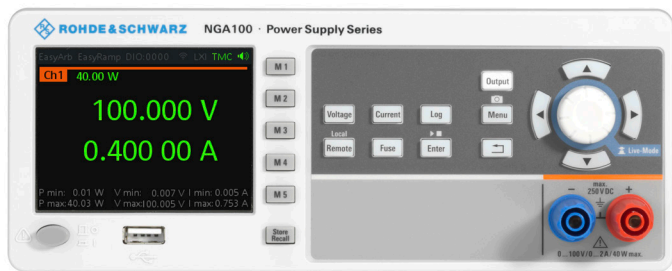 ROHDE&SCHWARZ NGA100 · Power Supply Series
EasyArb EasyRamp DIO:0000 LXI TMC
Ch1 40.00 W
100.000 V
0.400 00 A
P min: 0.01 W V min: 0.007 V I min: 0.005 A
P max: 40.03 W V max: 100.005 V I max: 0.753 A
M 1
M 2
M 3
M 4
M 5
Store
Recall
Output
Voltage Current Log Menu
Local
Remote Fuse Enter
Live-Mode
max.
250 V DC
− +
0...100 V / 0... 2 A / 40 W max.